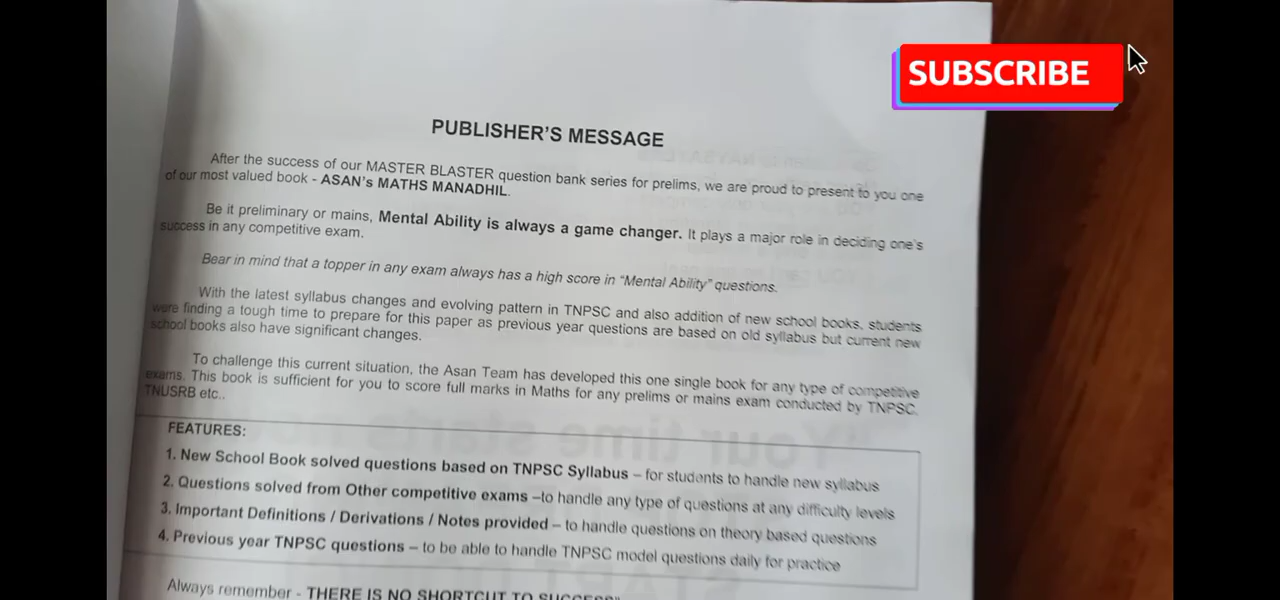 SUBSCRIBE
PUBLISHER'S MESSAGE
After the success of our MASTER BLASTER question bank series for prelims, we are proud to present to you one
of our most valued book - ASAN's MATHS MANADHIL.
Be it preliminary or mains, Mental Ability is always a game changer. It plays a major role in deciding one's
success in any competitive exam.
Bear in mind that a topper in any exam always has a high score in "Mental Ability" questions.
With the latest syllabus changes and evolving pattern in TNPSC and also addition of new school books, students
were finding a tough time to prepare for this paper as previous year questions are based on old syllabus but current new
school books also have significant changes.
To challenge this current situation, the Asan Team has developed this one single book for any type of competitive
exams. This book is sufficient for you to score full marks in Maths for any prelims or mains exam conducted by TNPSC,
TNUSRB etc..
FEATURES:
1. New School Book solved questions based on TNPSC Syllabus – for students to handle new syllabus
2. Questions solved from Other competitive exams –to handle any type of questions at any difficulty levels
3. Important Definitions / Derivations / Notes provided – to handle questions on theory based questions
4. Previous year TNPSC questions – to be able to handle TNPSC model questions daily for practice
Always remember - THERE IS NO SHORTCUT TO SUCCESS"